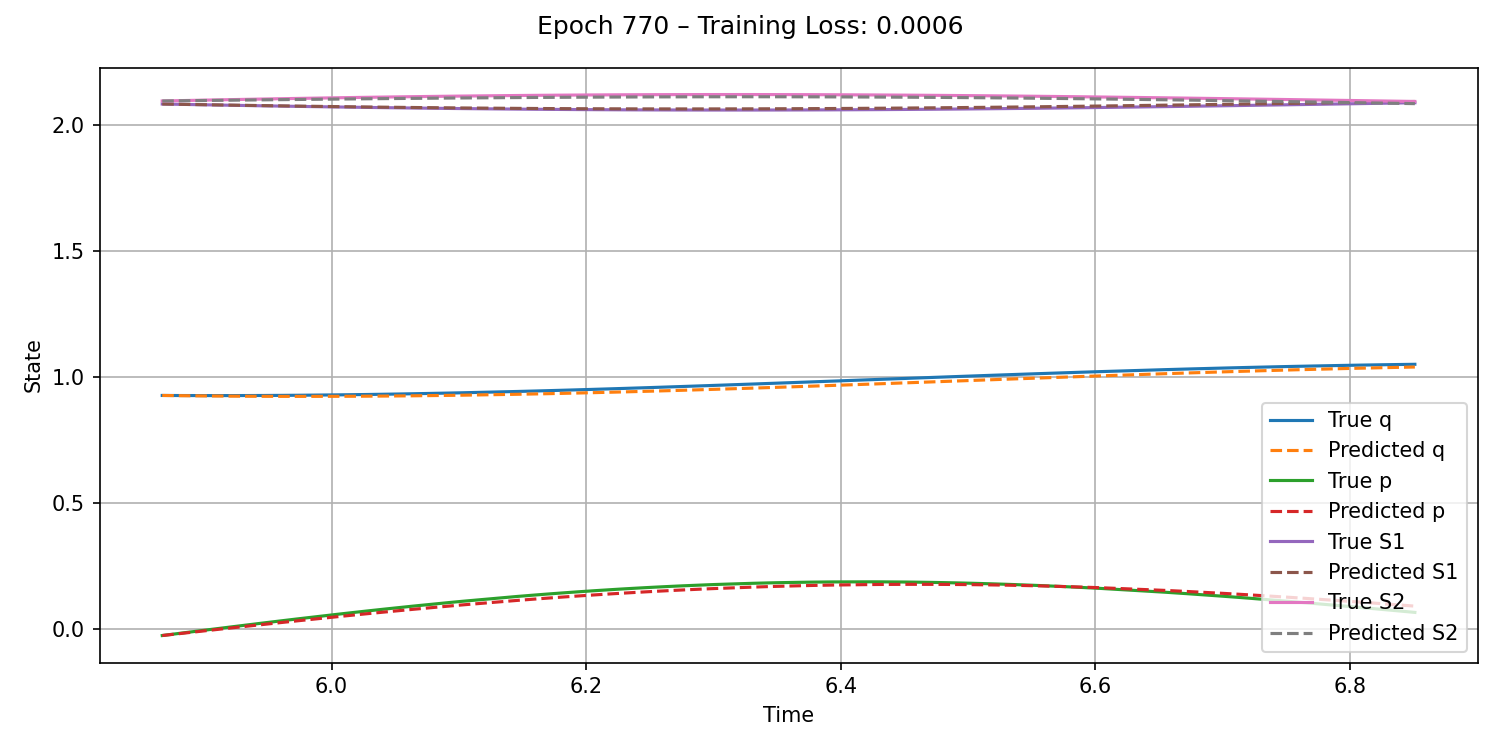 Epoch 770 – Training Loss: 0.0006
2.0
1.5
1.0
0.5
0.0
State
True q
Predicted q
True p
Predicted p
True S1
Predicted S1
True S2
Predicted S2
6.0 6.2 6.4 6.6 6.8
Time